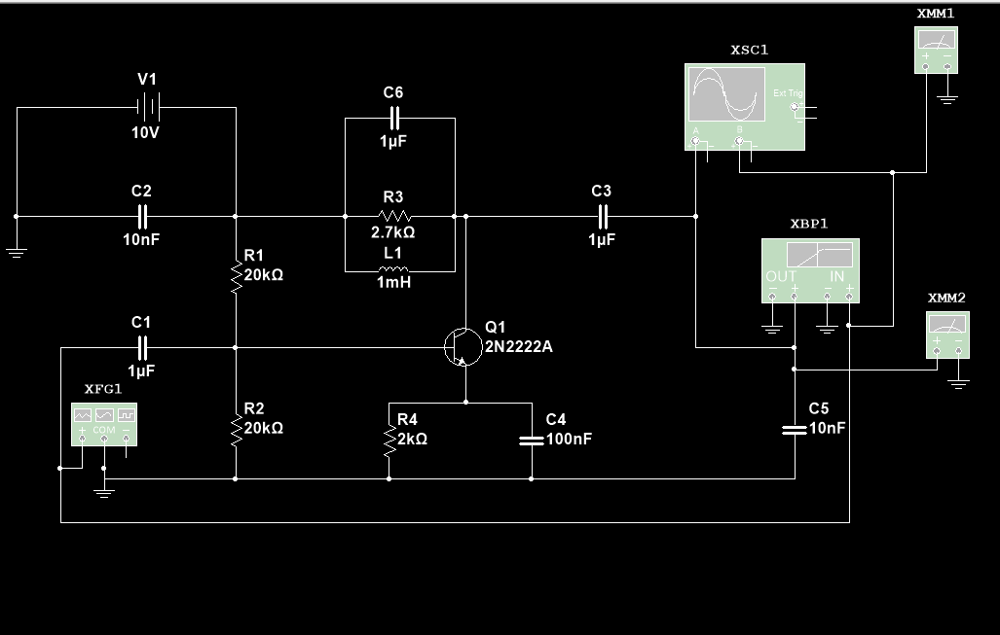 XMM1
XSC1
V1
10V
C6
1µF
Ext Trig
+
−
A
B
+ − + −
+ −
C2
10nF
R3
2.7kΩ
C3
1µF
L1
1mH
R1
20kΩ
XBP1
OUT IN
− + − +
XMM2
+ −
C1
1µF
Q1
2N2222A
XFG1
+ COM −
R2
20kΩ
R4
2kΩ
C4
100nF
C5
10nF